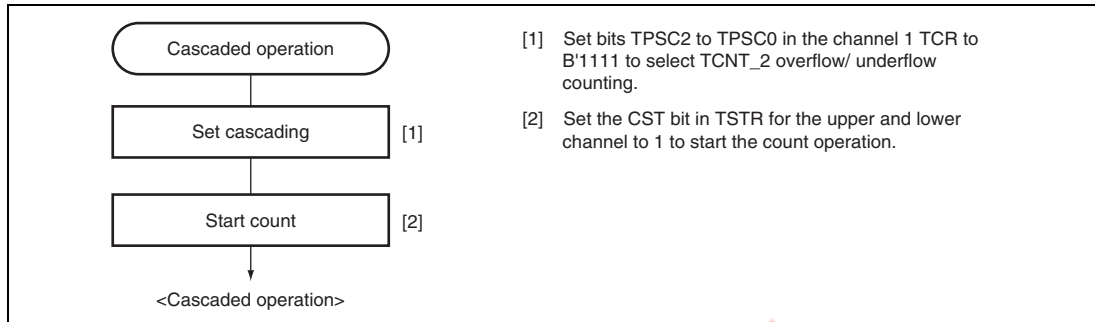 Cascaded operation
Set cascading [1]
Start count [2]
<Cascaded operation>
[1] Set bits TPSC2 to TPSC0 in the channel 1 TCR to
B'1111 to select TCNT_2 overflow/ underflow
counting.
[2] Set the CST bit in TSTR for the upper and lower
channel to 1 to start the count operation.